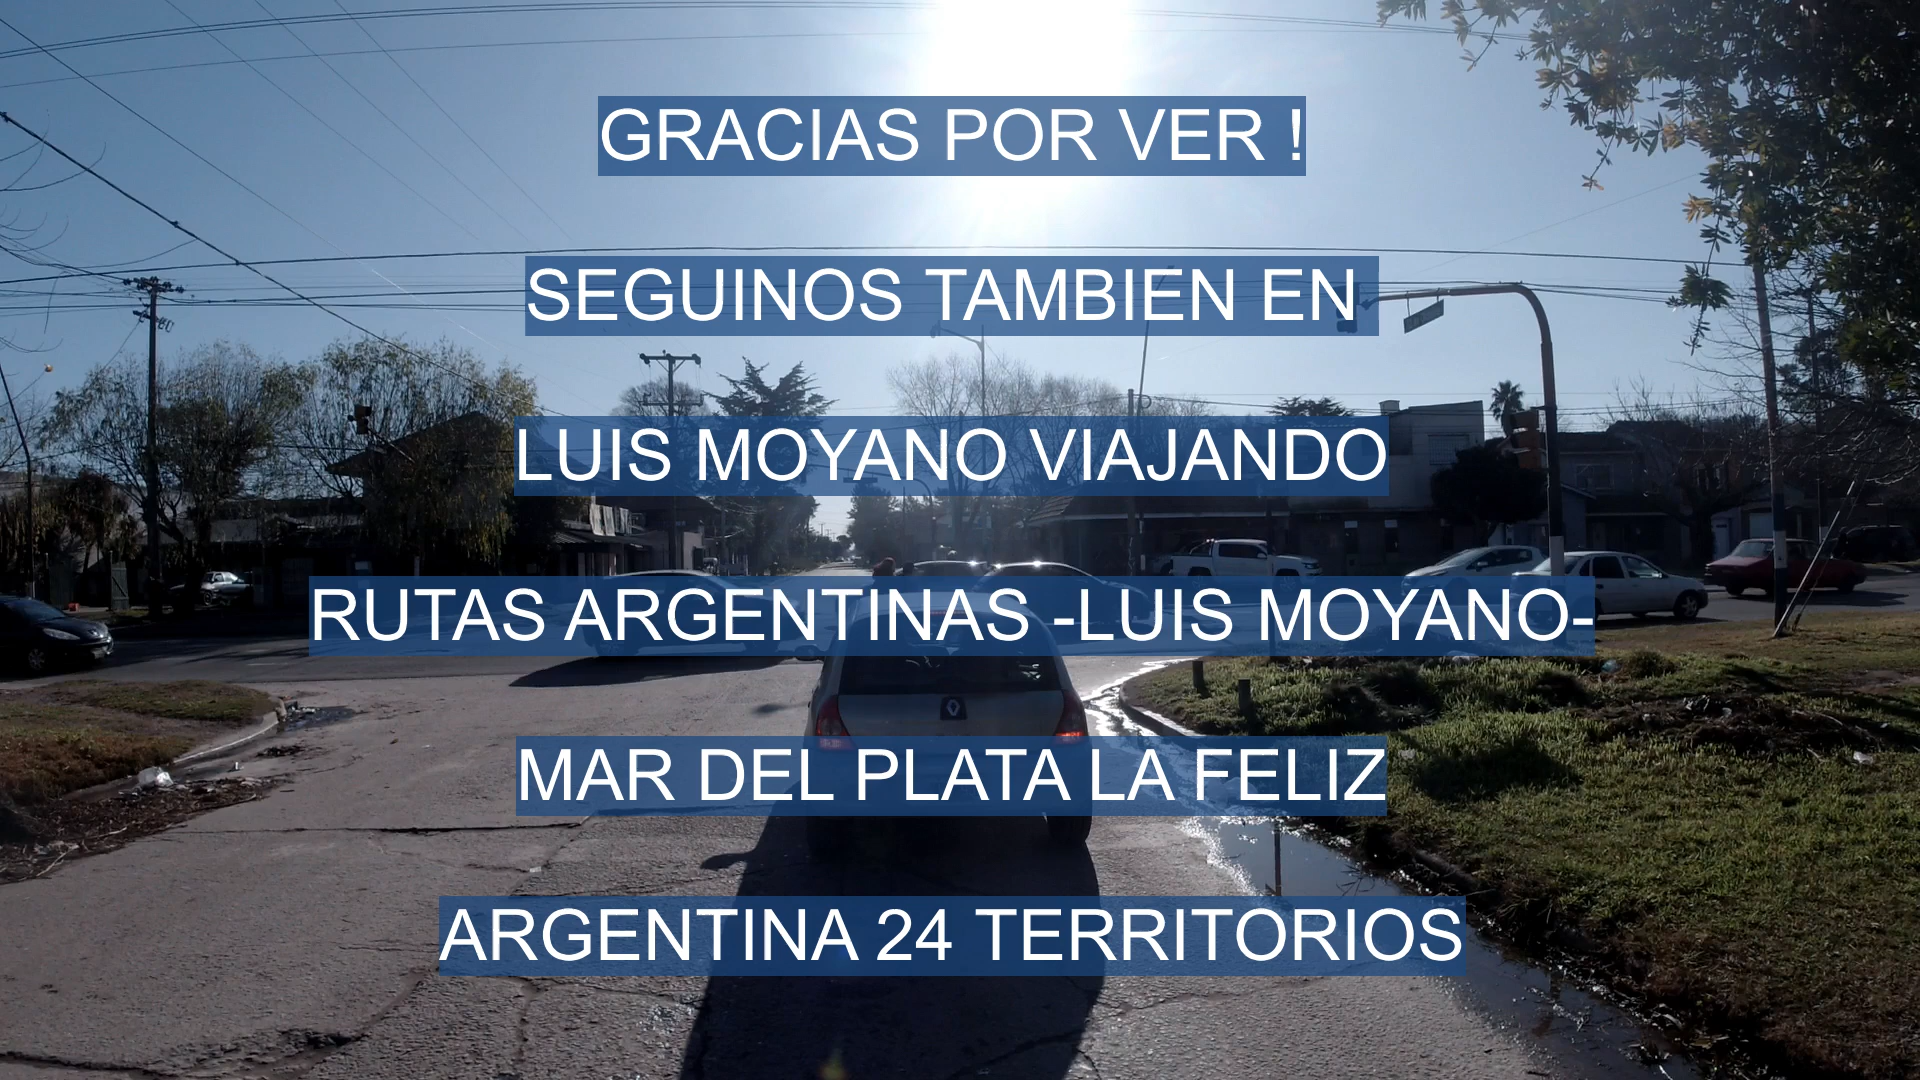 GRACIAS POR VER !
SEGUINOS TAMBIEN EN
LUIS MOYANO VIAJANDO
RUTAS ARGENTINAS -LUIS MOYANO-
MAR DEL PLATA LA FELIZ
ARGENTINA 24 TERRITORIOS